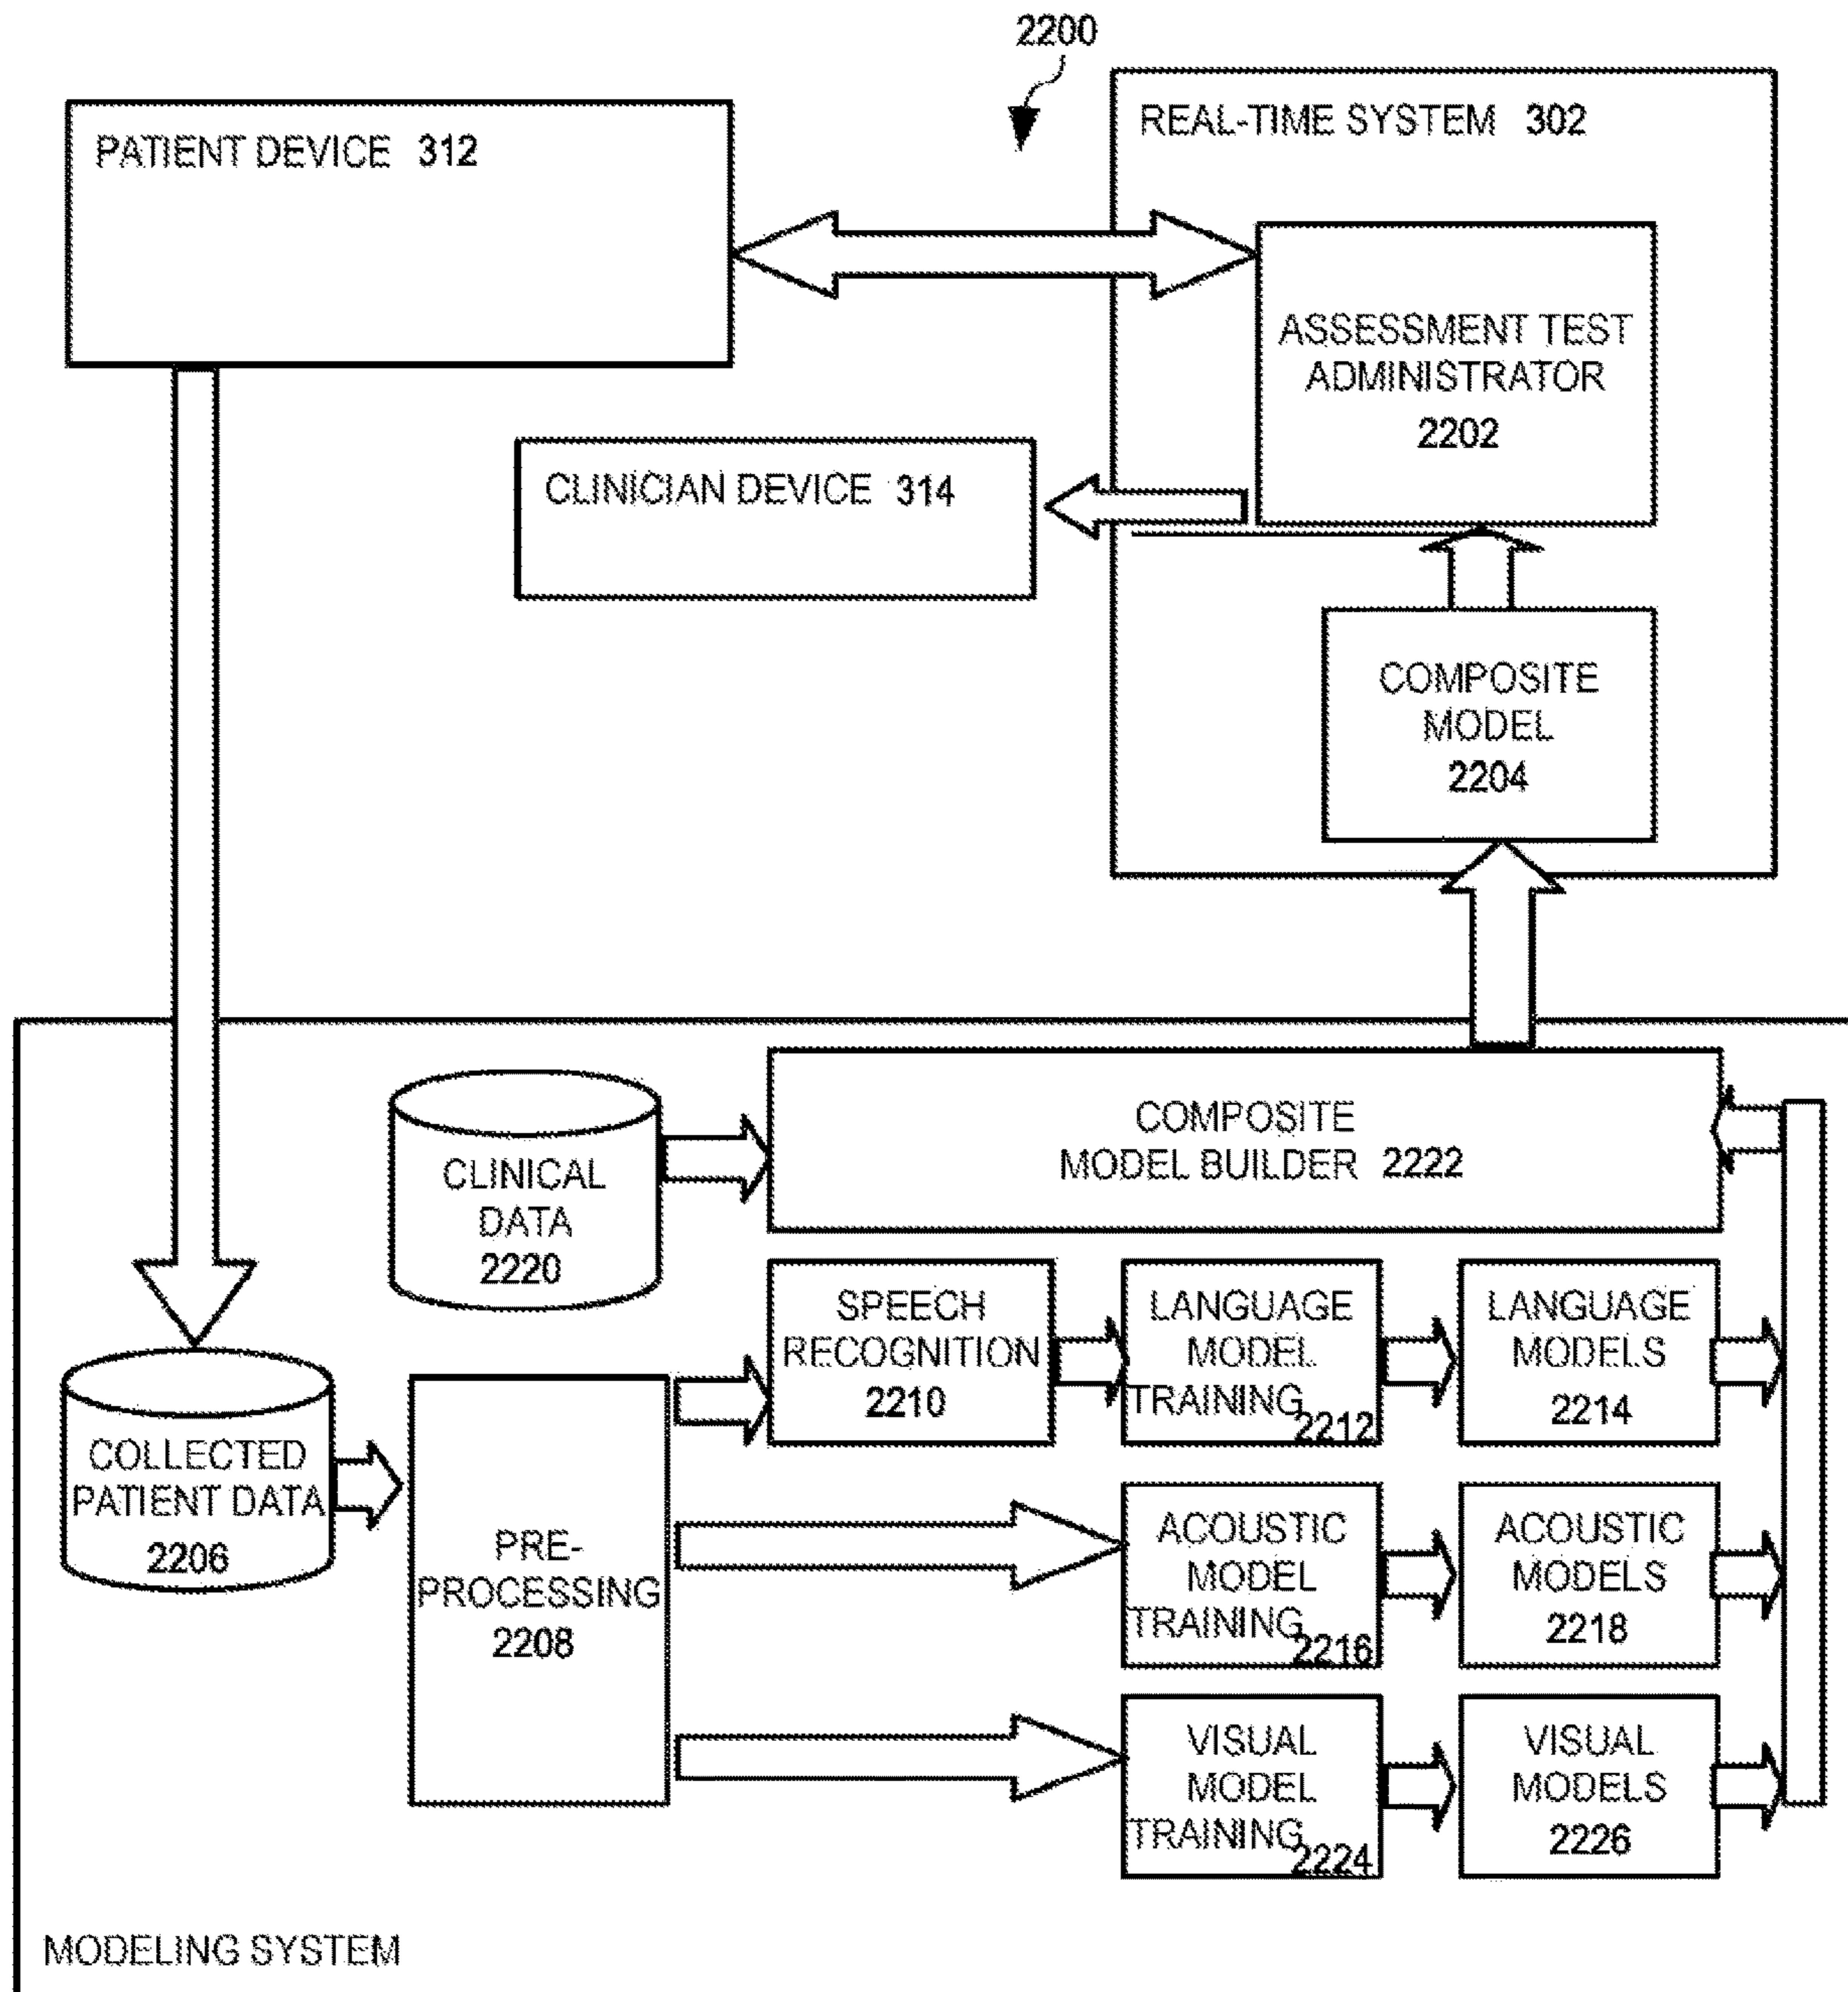 2200
PATIENT DEVICE 312
REAL-TIME SYSTEM 302
ASSESSMENT TEST
ADMINISTRATOR
2202
CLINICIAN DEVICE 314
COMPOSITE
MODEL
2204
COMPOSITE
MODEL BUILDER 2222
CLINICAL
DATA
2220
SPEECH
RECOGNITION
2210
LANGUAGE
MODEL
TRAINING 2212
LANGUAGE
MODELS
2214
COLLECTED
PATIENT DATA
2206
PRE-
PROCESSING
2208
ACOUSTIC
MODEL
TRAINING 2216
ACOUSTIC
MODELS
2218
VISUAL
MODEL
TRAINING 2224
VISUAL
MODELS
2226
MODELING SYSTEM